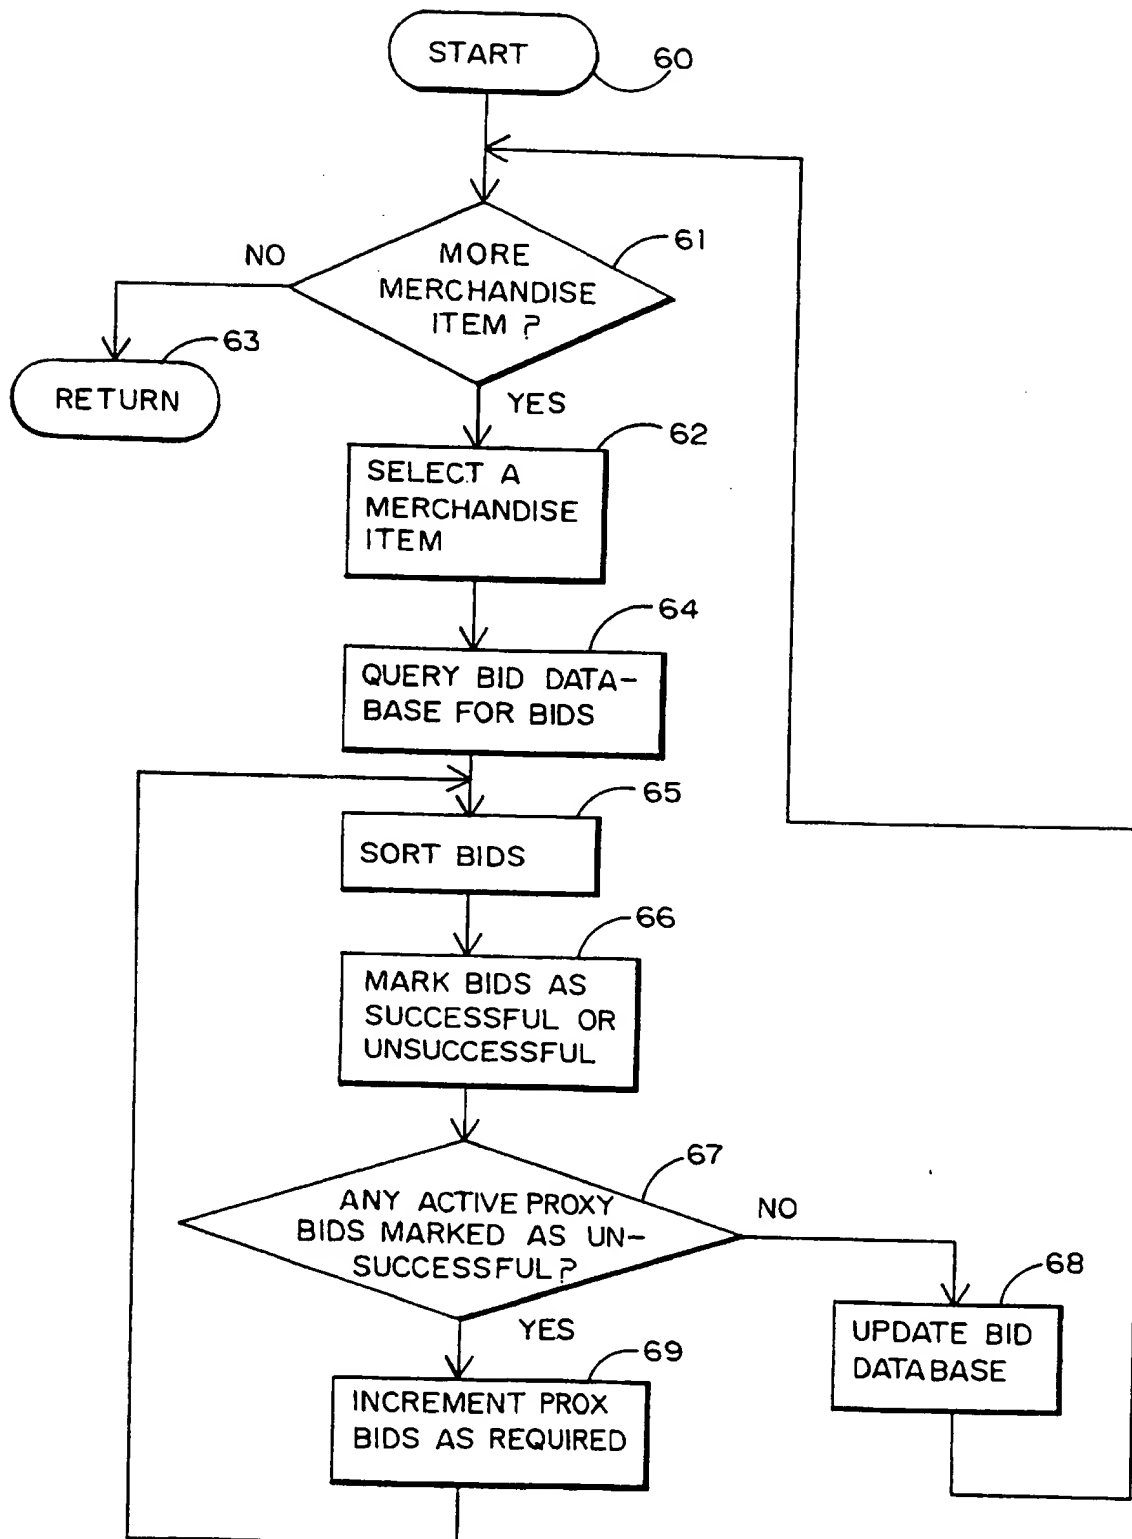 START
60
MORE
MERCHANDISE
ITEM ?
61
NO
63
RETURN
YES
62
SELECT A
MERCHANDISE
ITEM
64
QUERY BID DATA-
BASE FOR BIDS
65
SORT BIDS
66
MARK BIDS AS
SUCCESSFUL OR
UNSUCCESSFUL
67
ANY ACTIVE PROXY
BIDS MARKED AS UN-
SUCCESSFUL?
NO
68
UPDATE BID
DATABASE
YES
69
INCREMENT PROX
BIDS AS REQUIRED